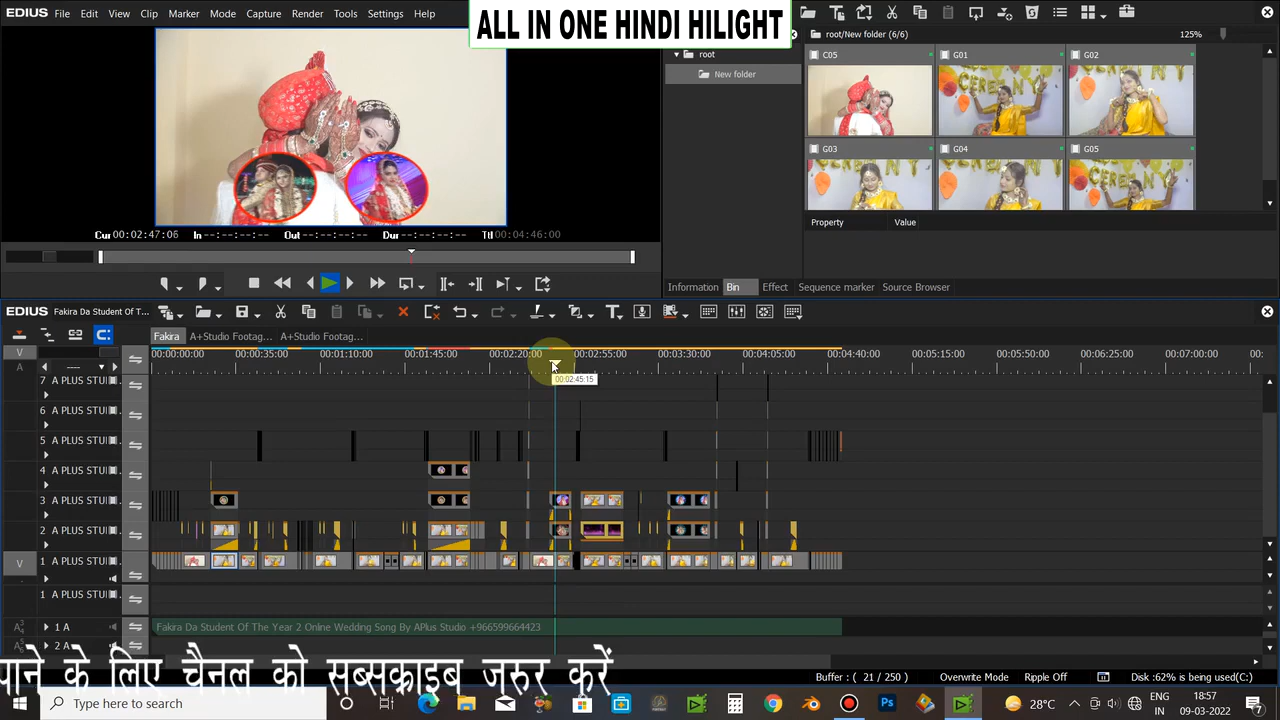 EDIUS File Edit View Clip Marker Mode Capture Render Tools Settings Help
ALL IN ONE HINDI HILIGHT
root
New folder
root/New folder (6/6)
125%
C05 G01 G02
G03 G04 G05
Cur 00:02:47:06 In --:--:--:-- Out --:--:--:-- Dur --:--:--:-- Ttl 00:04:46:00
Property Value
Information Bin Effect Sequence marker Source Browser
EDIUS Fakira Da Student Of T...
Fakira A+Studio Footag... A+Studio Footag...
V
A
00:00:00:00 00:00:35:00 00:01:10:00 00:01:45:00 00:02:20:00 00:02:55:00 00:03:30:00 00:04:05:00 00:04:40:00 00:05:15:00 00:05:50:00 00:06:25:00 00:07:00:00
00:02:45:15
7 A PLUS STUDI
6 A PLUS STUDI
5 A PLUS STUDI
4 A PLUS STUDI
3 A PLUS STUDI
2 A PLUS STUDI
V 1 A PLUS STUDI
1 A PLUS STUDI
1 A Fakira Da Student Of The Year 2 Online Wedding Song By APlus Studio +966599664423
2 A
पाने के लिए चैनल को सब्सक्राइब जरुर करें
Buffer : ( 21 / 250 ) Overwrite Mode Ripple Off Disk :62% is being used(C:)
Type here to search
28°C ENG IN 18:57 09-03-2022